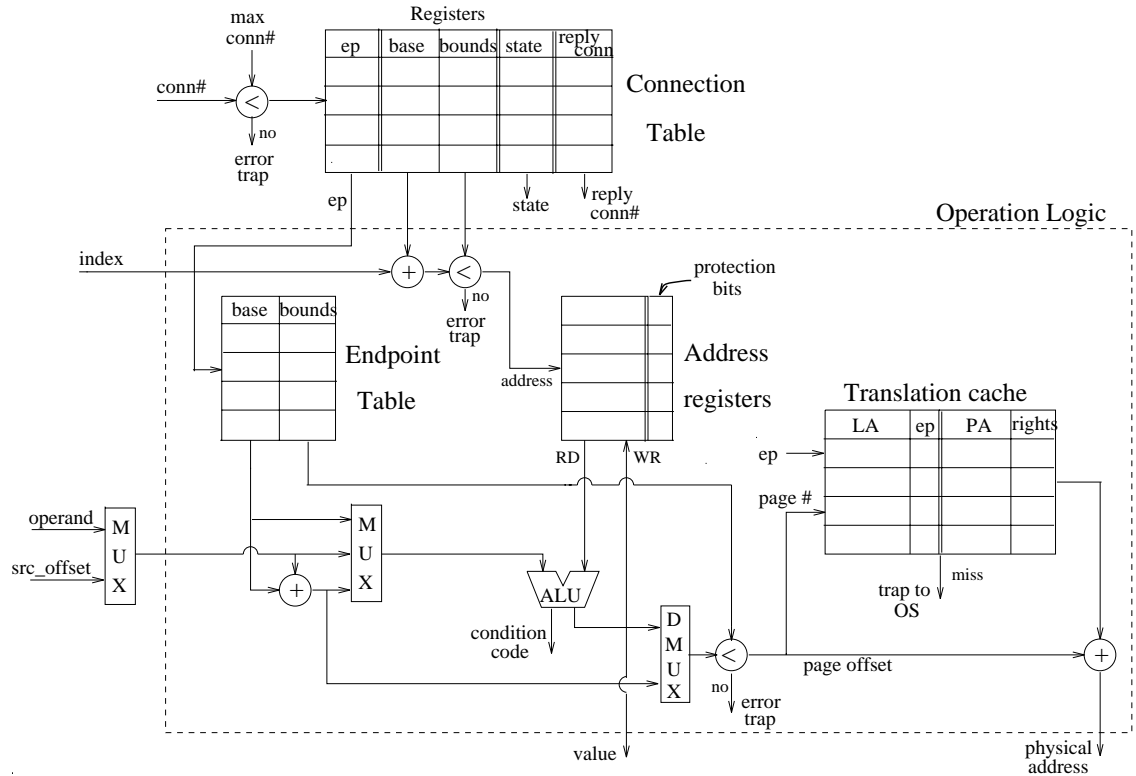 Registers
max
conn#
ep base bounds state reply
conn
conn#
<
no
error
trap
Connection
Table
ep
state
reply
conn#
Operation Logic
index
+
<
no
error
trap
protection
bits
base bounds
Endpoint
Table
address
Address
registers
Translation cache
LA ep PA rights
ep
page #
RD
WR
operand
src_offset
M
U
X
+
M
U
X
ALU
condition
code
D
M
U
X
<
no
error
trap
page offset
miss
trap to
OS
+
value
physical
address